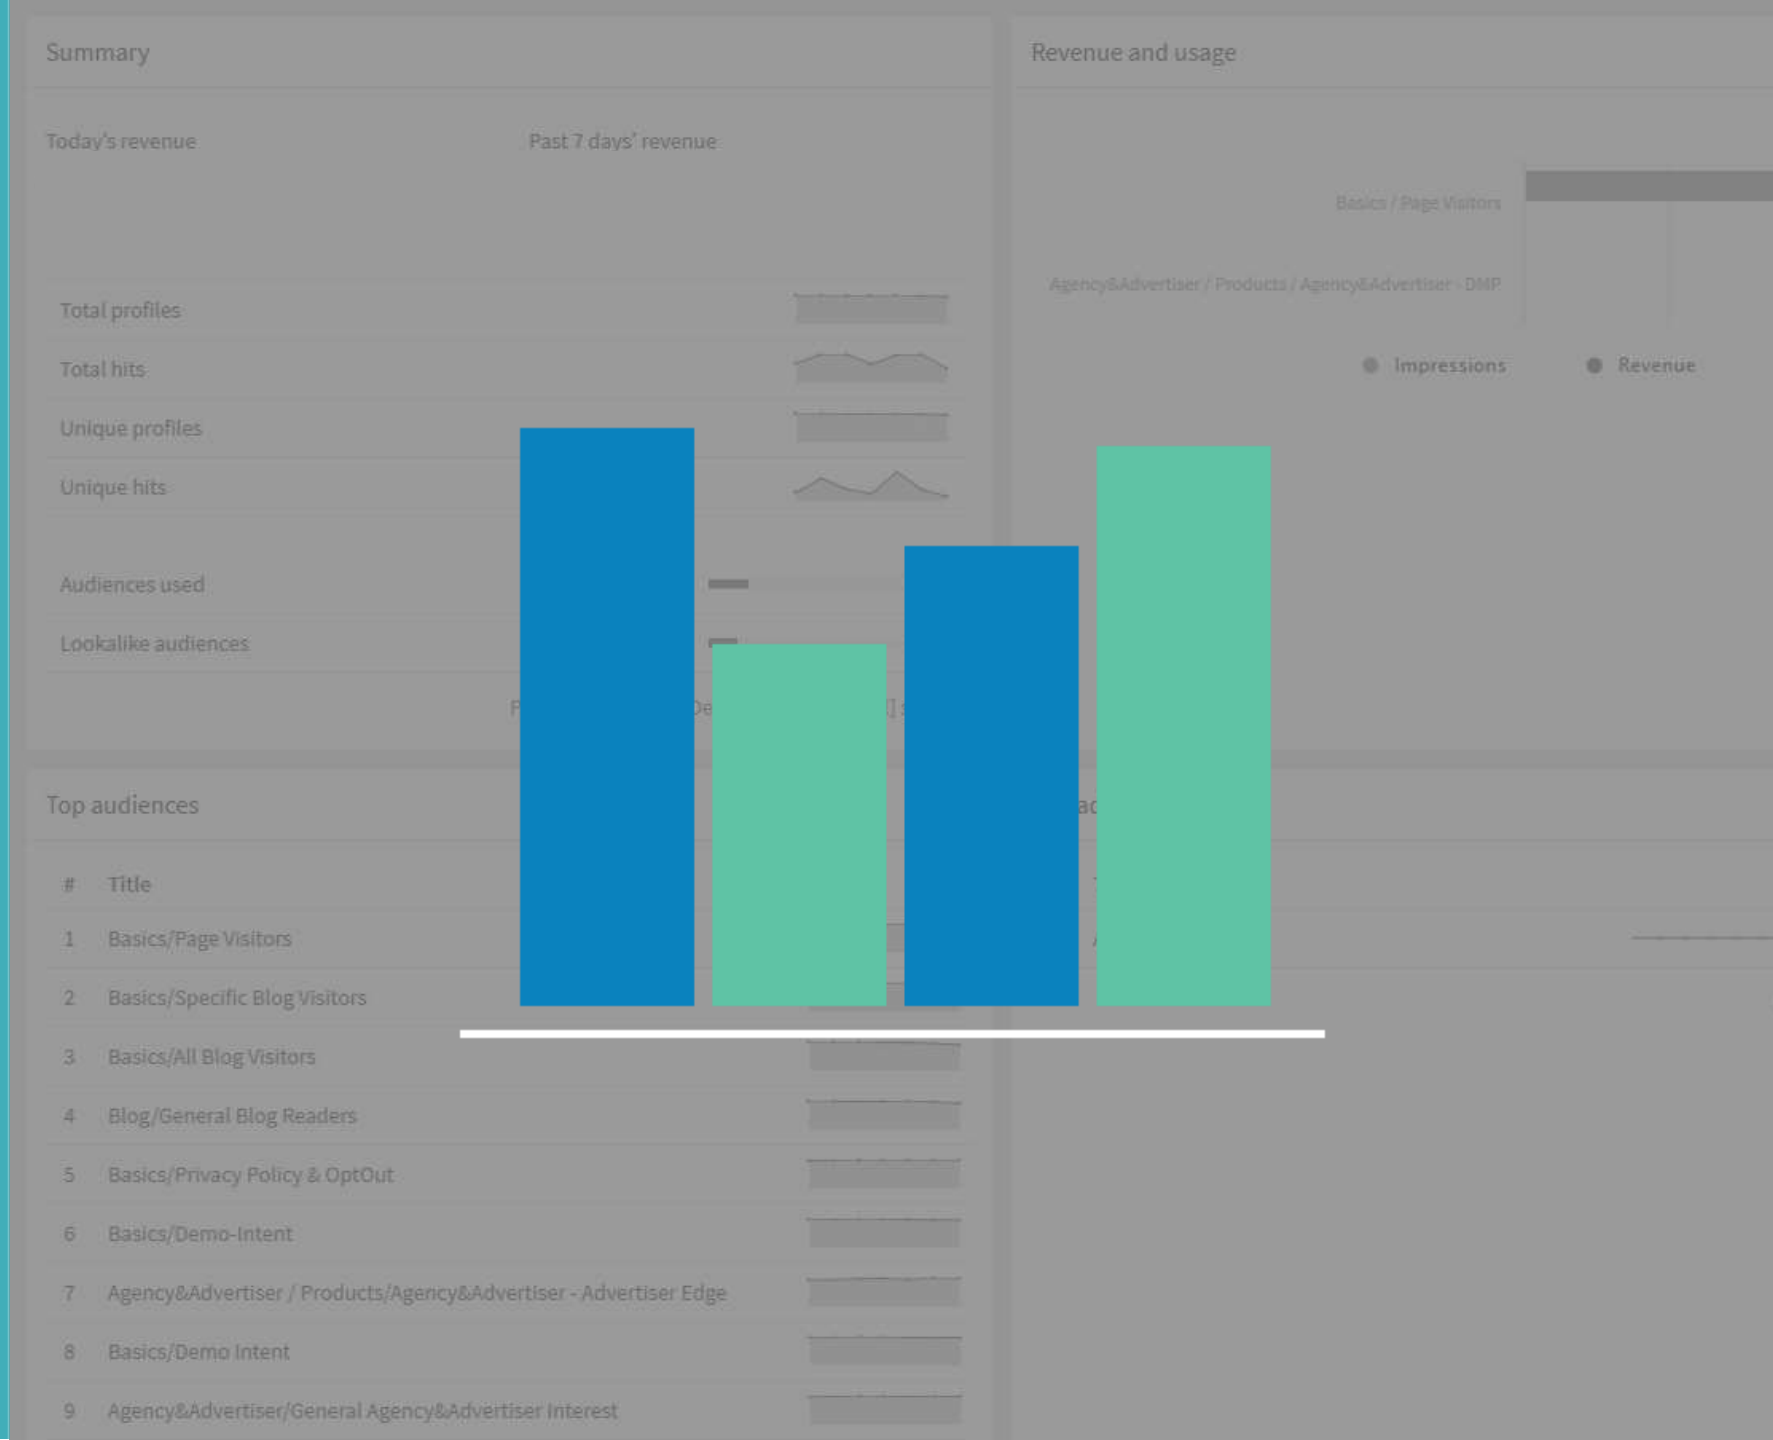 Summary
Today's revenue
Past 7 days' revenue
Total profiles
Total hits
Unique profiles
Unique hits
Audiences used
Lookalike audiences
Revenue and usage
Basics / Page Visitors
Agency&Advertiser / Products / Agency&Advertiser - DMP
Impressions
Revenue
Top audiences
# Title
1 Basics/Page Visitors
2 Basics/Specific Blog Visitors
3 Basics/All Blog Visitors
4 Blog/General Blog Readers
5 Basics/Privacy Policy & OptOut
6 Basics/Demo-Intent
7 Agency&Advertiser / Products/Agency&Advertiser - Advertiser Edge
8 Basics/Demo Intent
9 Agency&Advertiser/General Agency&Advertiser Interest